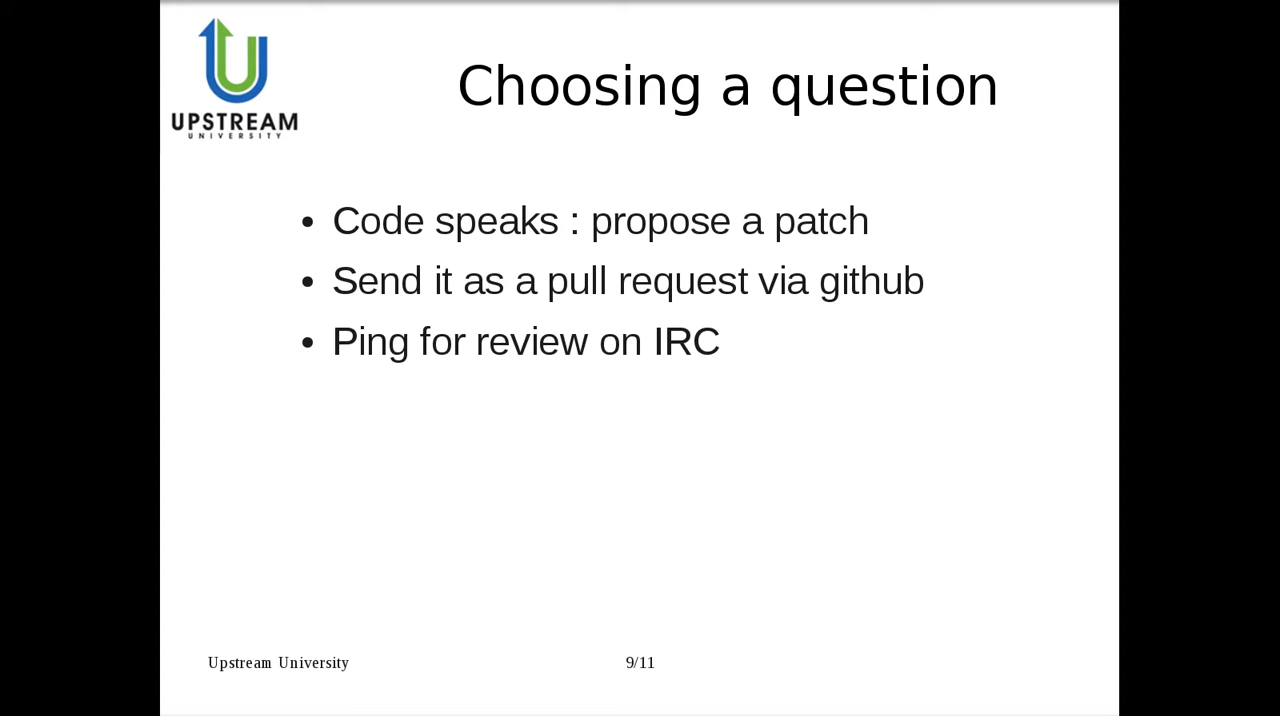 UPSTREAM
UNIVERSITY
Choosing a question
• Code speaks : propose a patch
• Send it as a pull request via github
• Ping for review on IRC
Upstream University
9/11